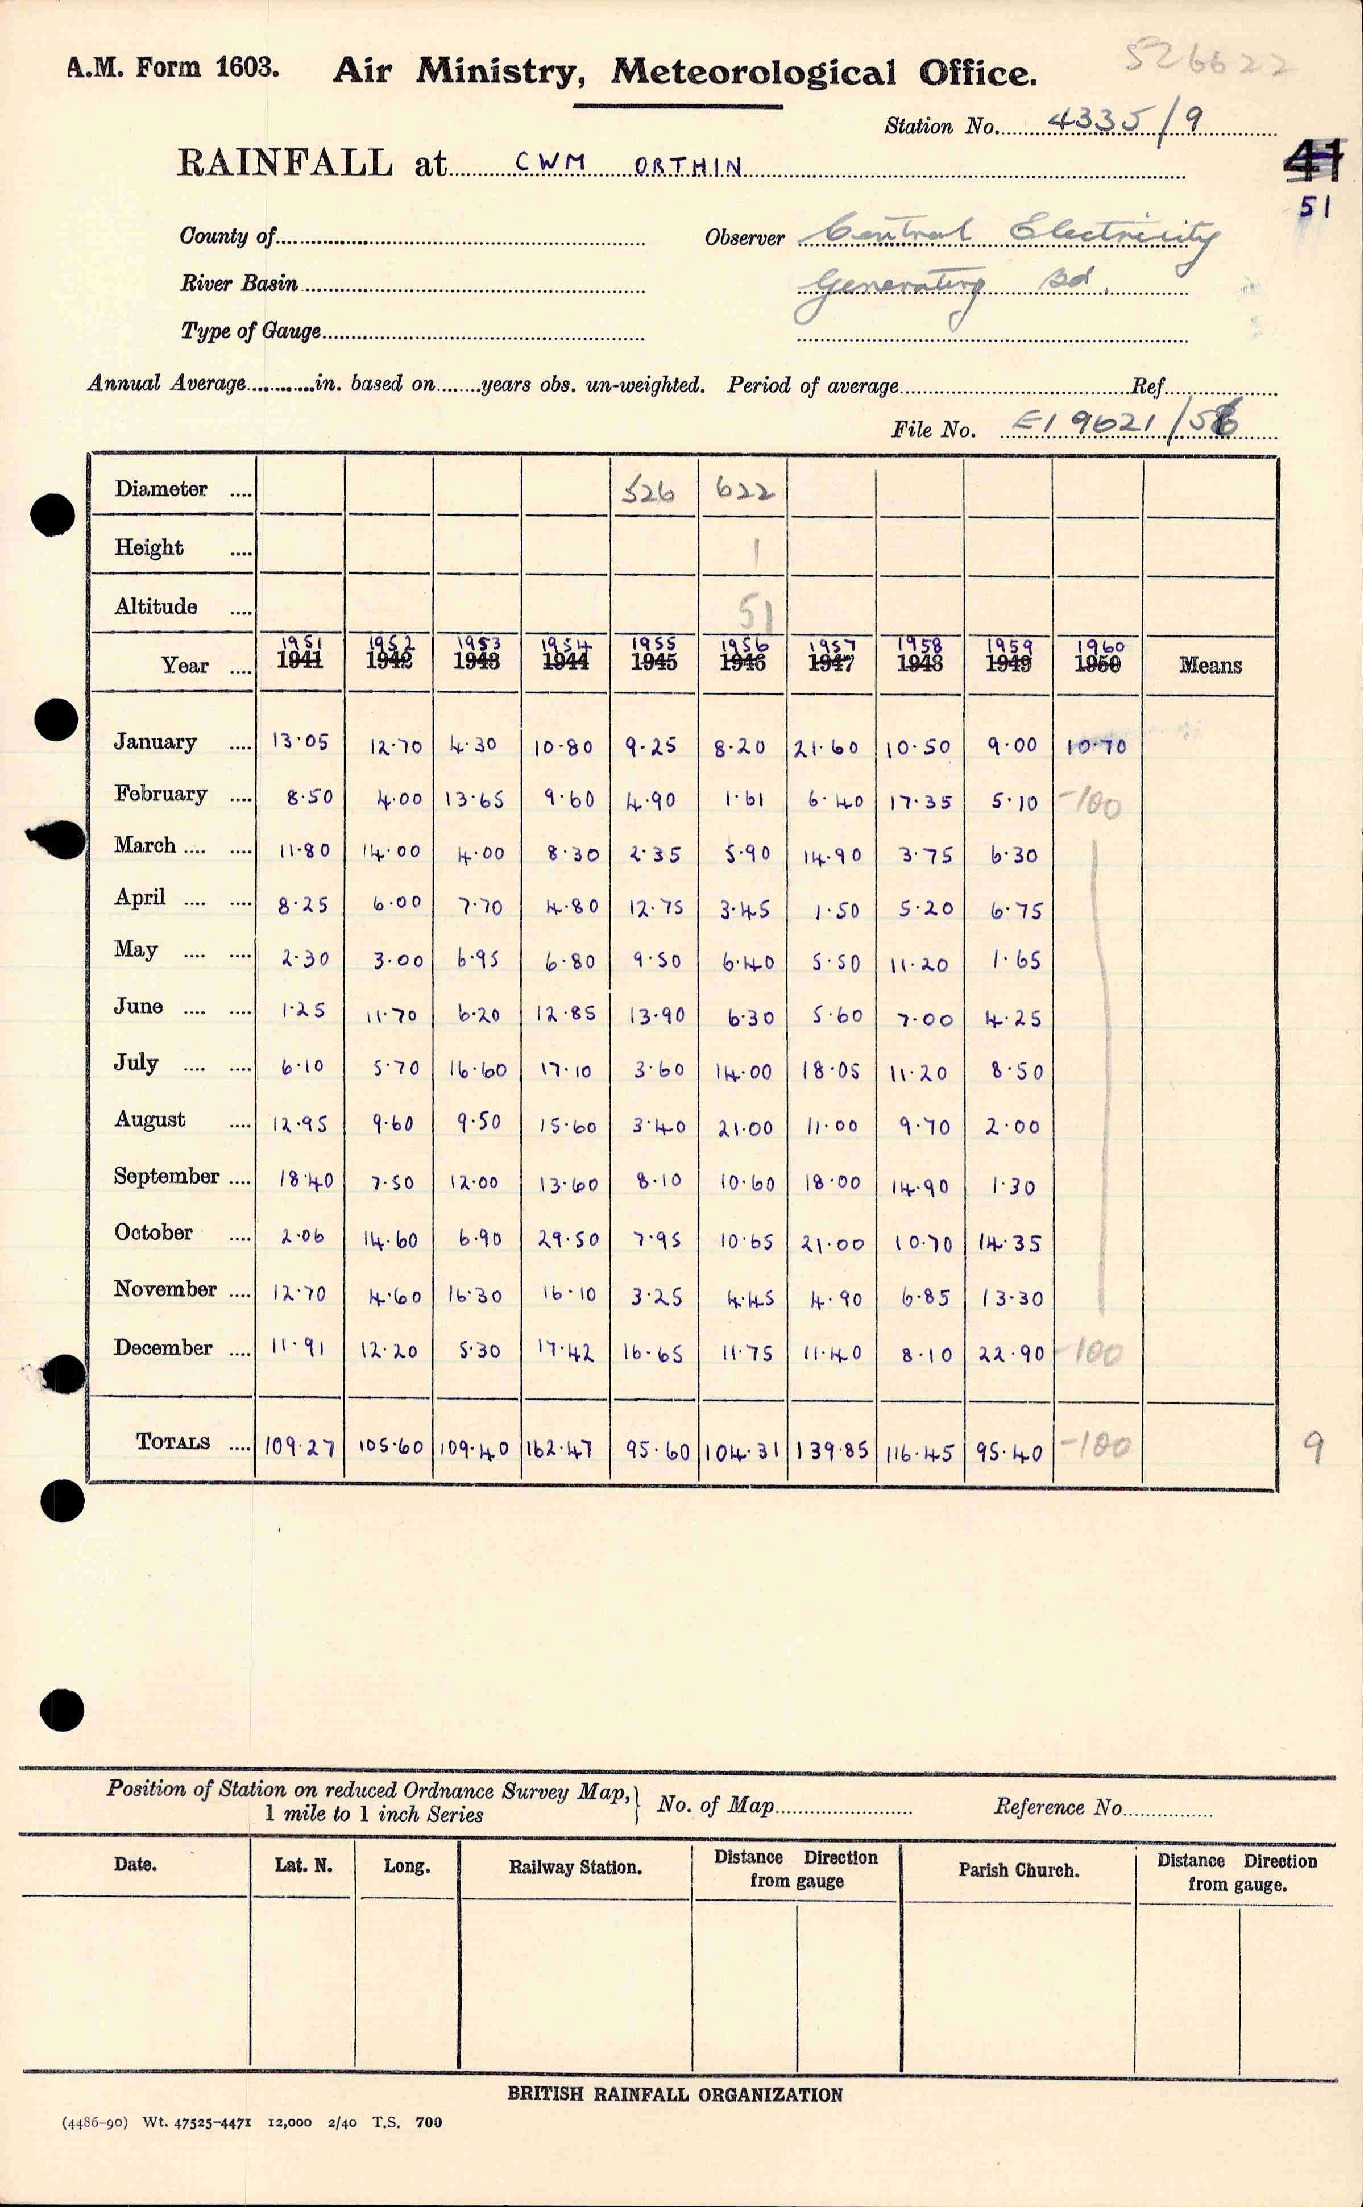 526622
A.M. Form 1603. Air Ministry, Meteorological Office.
Station No. 4335/9
RAINFALL at CWM ORTHIN
41
51
County of Observer Central Electricity
River Basin Generating Bd.
Type of Gauge
Annual Average in. based on years obs. un-weighted. Period of average Ref.
File No. E1 9621/56
Diameter 526 622
Height 1
Altitude 51
1951 1952 1953 1954 1955 1956 1957 1958 1959 1960
Year 1941 1942 1943 1944 1945 1946 1947 1948 1949 1950 Means
January 13.05 12.70 4.30 10.80 9.25 8.20 21.60 10.50 9.00 10.70
February 8.50 4.00 13.65 9.60 4.90 1.61 6.40 17.35 5.10 -100
March 11.80 14.00 4.00 8.30 2.35 5.90 14.90 3.75 6.30
April 8.25 6.00 7.70 4.80 12.75 3.45 1.50 5.20 6.75
May 2.30 3.00 6.95 6.80 9.50 6.40 5.50 11.20 1.65
June 1.25 11.70 6.20 12.85 13.90 6.30 5.60 7.00 4.25
July 6.10 5.70 16.60 17.10 3.60 14.00 18.05 11.20 8.50
August 12.95 9.60 9.50 15.60 3.40 21.00 11.00 9.70 2.00
September 18.40 7.50 12.00 13.60 8.10 10.60 18.00 14.90 1.30
October 2.06 14.60 6.90 29.50 7.95 10.65 21.00 10.70 14.35
November 12.70 4.60 16.30 16.10 3.25 4.45 4.90 6.85 13.30
December 11.91 12.20 5.30 17.42 16.65 11.75 11.40 8.10 22.90 -100
TOTALS 109.27 105.60 109.40 162.47 95.60 104.31 139.85 116.45 95.40 -100 9
Position of Station on reduced Ordnance Survey Map, } No. of Map Reference No.
1 mile to 1 inch Series
Date. Lat. N. Long. Railway Station. Distance Direction from gauge Parish Church. Distance Direction from gauge.
BRITISH RAINFALL ORGANIZATION
(4486-90) Wt. 47525-4471 12,000 2/40 T.S. 700